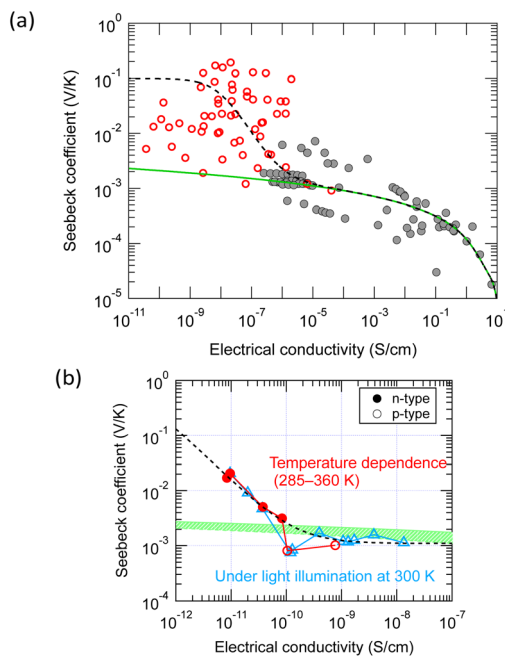 (a)
Seebeck coefficient (V/K)
10^0
10^-1
10^-2
10^-3
10^-4
10^-5
10^-11 10^-9 10^-7 10^-5 10^-3 10^-1 10^1
Electrical conductivity (S/cm)
(b)
Seebeck coefficient (V/K)
10^0
10^-1
10^-2
10^-3
10^-4
n-type
p-type
Temperature dependence
(285–360 K)
Under light illumination at 300 K
10^-12 10^-11 10^-10 10^-9 10^-8 10^-7
Electrical conductivity (S/cm)